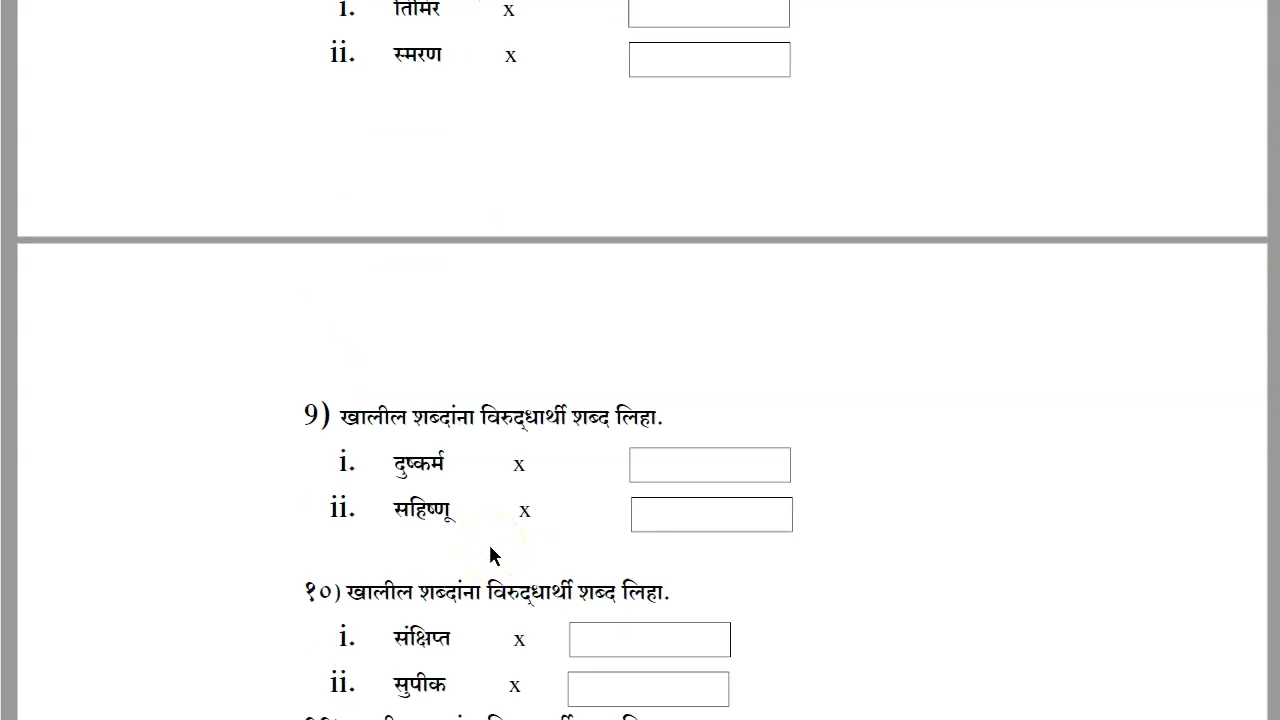 i. तिमिर x
ii. स्मरण x
9) खालील शब्दांना विरुद्धार्थी शब्द लिहा.
i. दुष्कर्म x
ii. सहिष्णू x
१०) खालील शब्दांना विरुद्धार्थी शब्द लिहा.
i. संक्षिप्त x
ii. सुपीक x